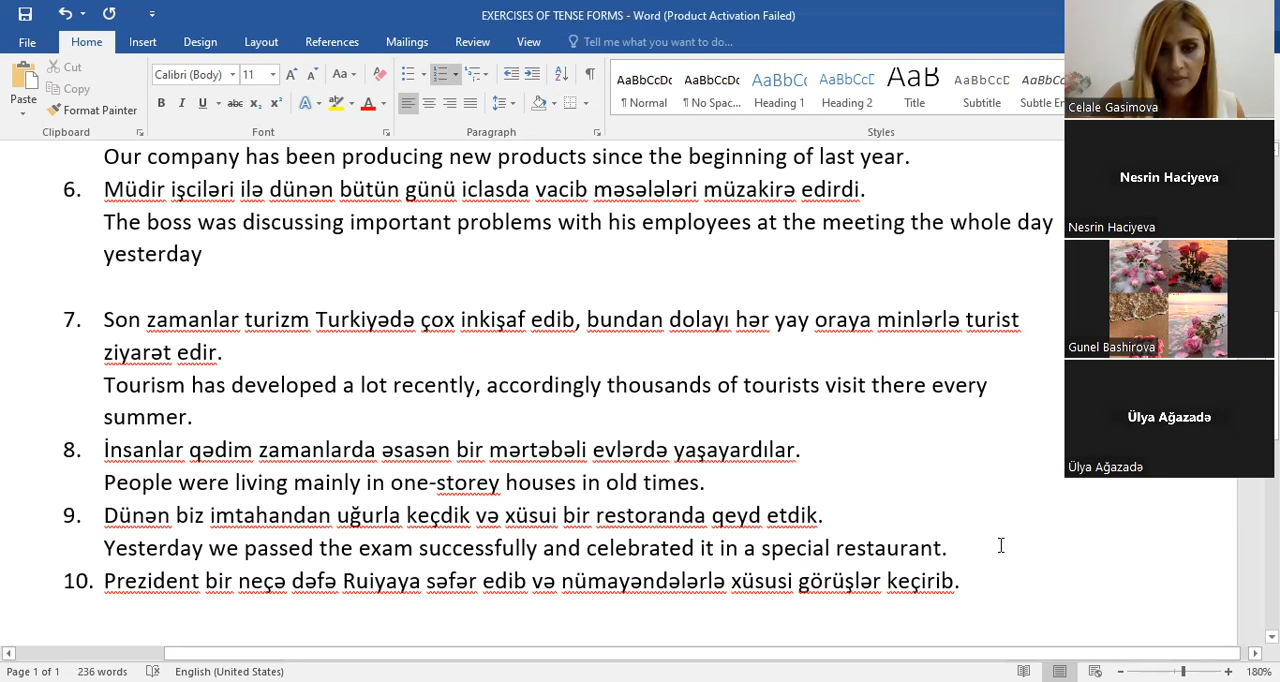 EXERCISES OF TENSE FORMS - Word (Product Activation Failed)
File Home Insert Design Layout References Mailings Review View Tell me what you want to do...
Paste
Cut
Copy
Format Painter
Calibri (Body) 11
Aa
B I U abc x₂ x²
AaBbCcDc AaBbCcDc AaBbCc AaBbCcD AaB AaBbCcD AaBbCcDc
¶ Normal ¶ No Spac... Heading 1 Heading 2 Title Subtitle Subtle Em
Clipboard Font Paragraph Styles
Our company has been producing new products since the beginning of last year.
6. Müdir işciləri ilə dünən bütün günü iclasda vacib məsələləri müzakirə edirdi.
The boss was discussing important problems with his employees at the meeting the whole day
yesterday
7. Son zamanlar turizm Turkiyədə çox inkişaf edib, bundan dolayı hər yay oraya minlərlə turist
ziyarət edir.
Tourism has developed a lot recently, accordingly thousands of tourists visit there every
summer.
8. İnsanlar qədim zamanlarda əsasən bir mərtəbəli evlərdə yaşayardılar.
People were living mainly in one-storey houses in old times.
9. Dünən biz imtahandan uğurla keçdik və xüsui bir restoranda qeyd etdik.
Yesterday we passed the exam successfully and celebrated it in a special restaurant.
10. Prezident bir neçə dəfə Ruiyaya səfər edib və nümayəndələrlə xüsusi görüşlər keçirib.
Page 1 of 1 236 words English (United States) 180%
Celale Gasimova
Nesrin Haciyeva
Nesrin Haciyeva
Gunel Bashirova
Ülya Ağazadə
Ülya Ağazadə